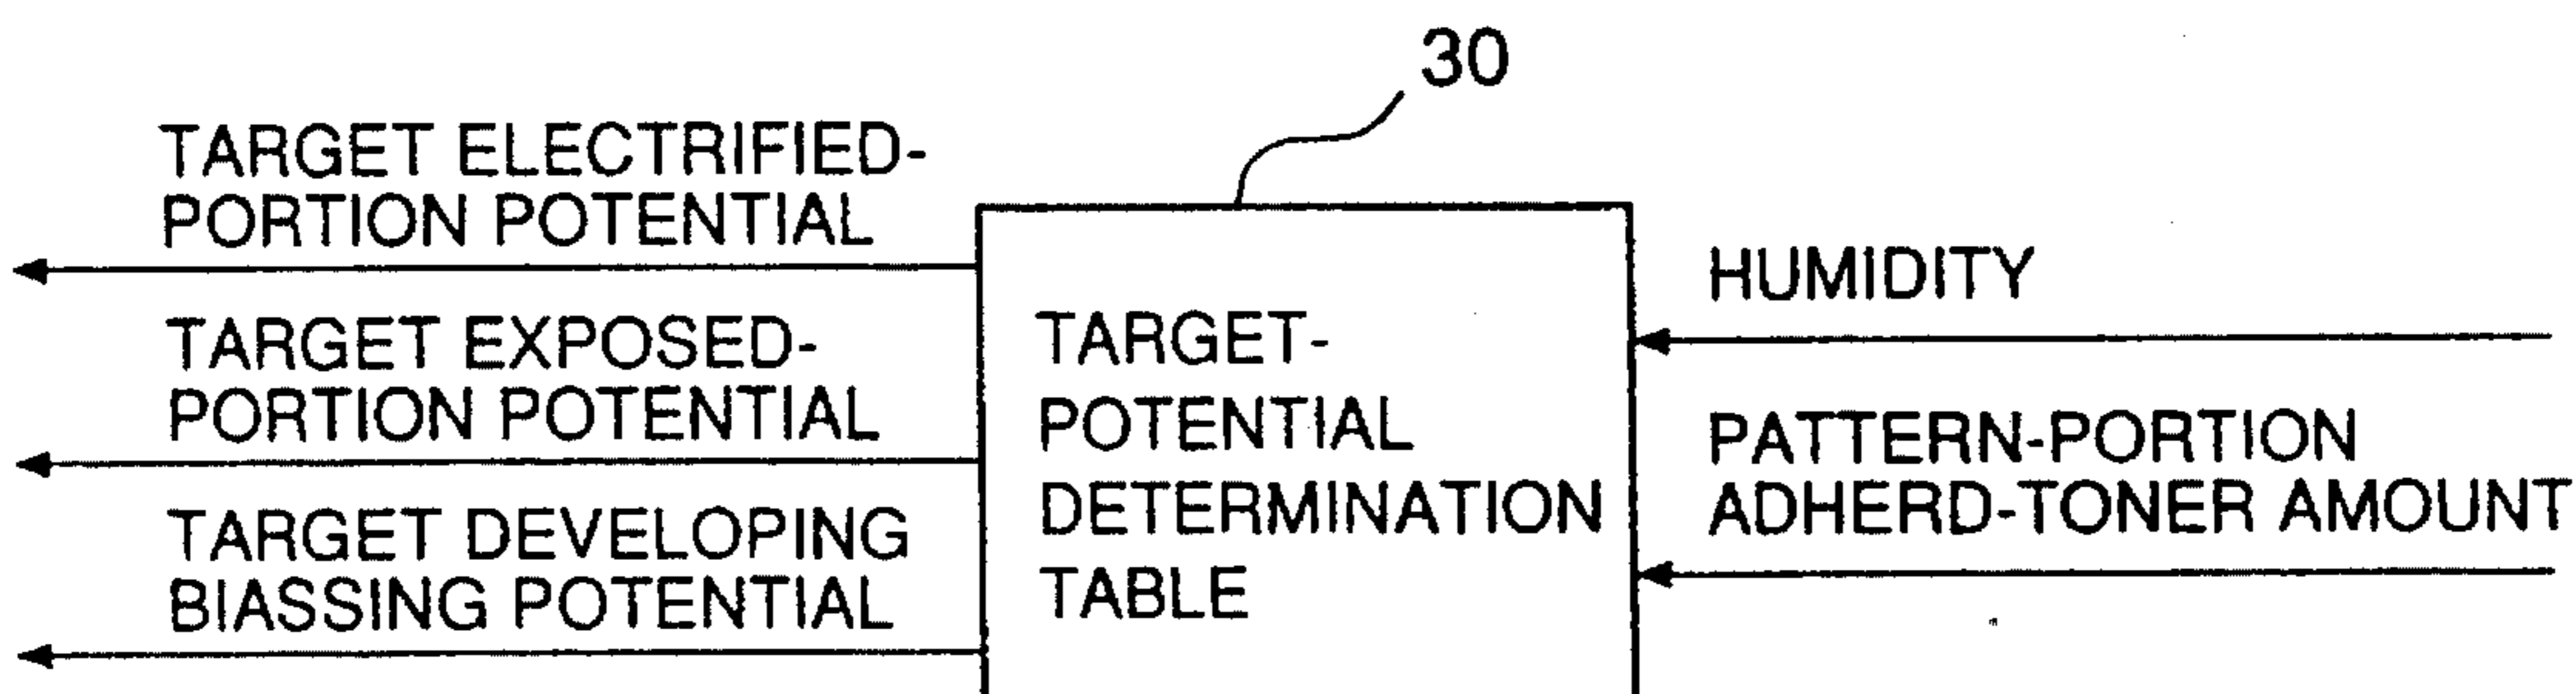 30
TARGET ELECTRIFIED-
PORTION POTENTIAL
TARGET EXPOSED-
PORTION POTENTIAL
TARGET DEVELOPING
BIASSING POTENTIAL
TARGET-
POTENTIAL
DETERMINATION
TABLE
HUMIDITY
PATTERN-PORTION
ADHERD-TONER AMOUNT